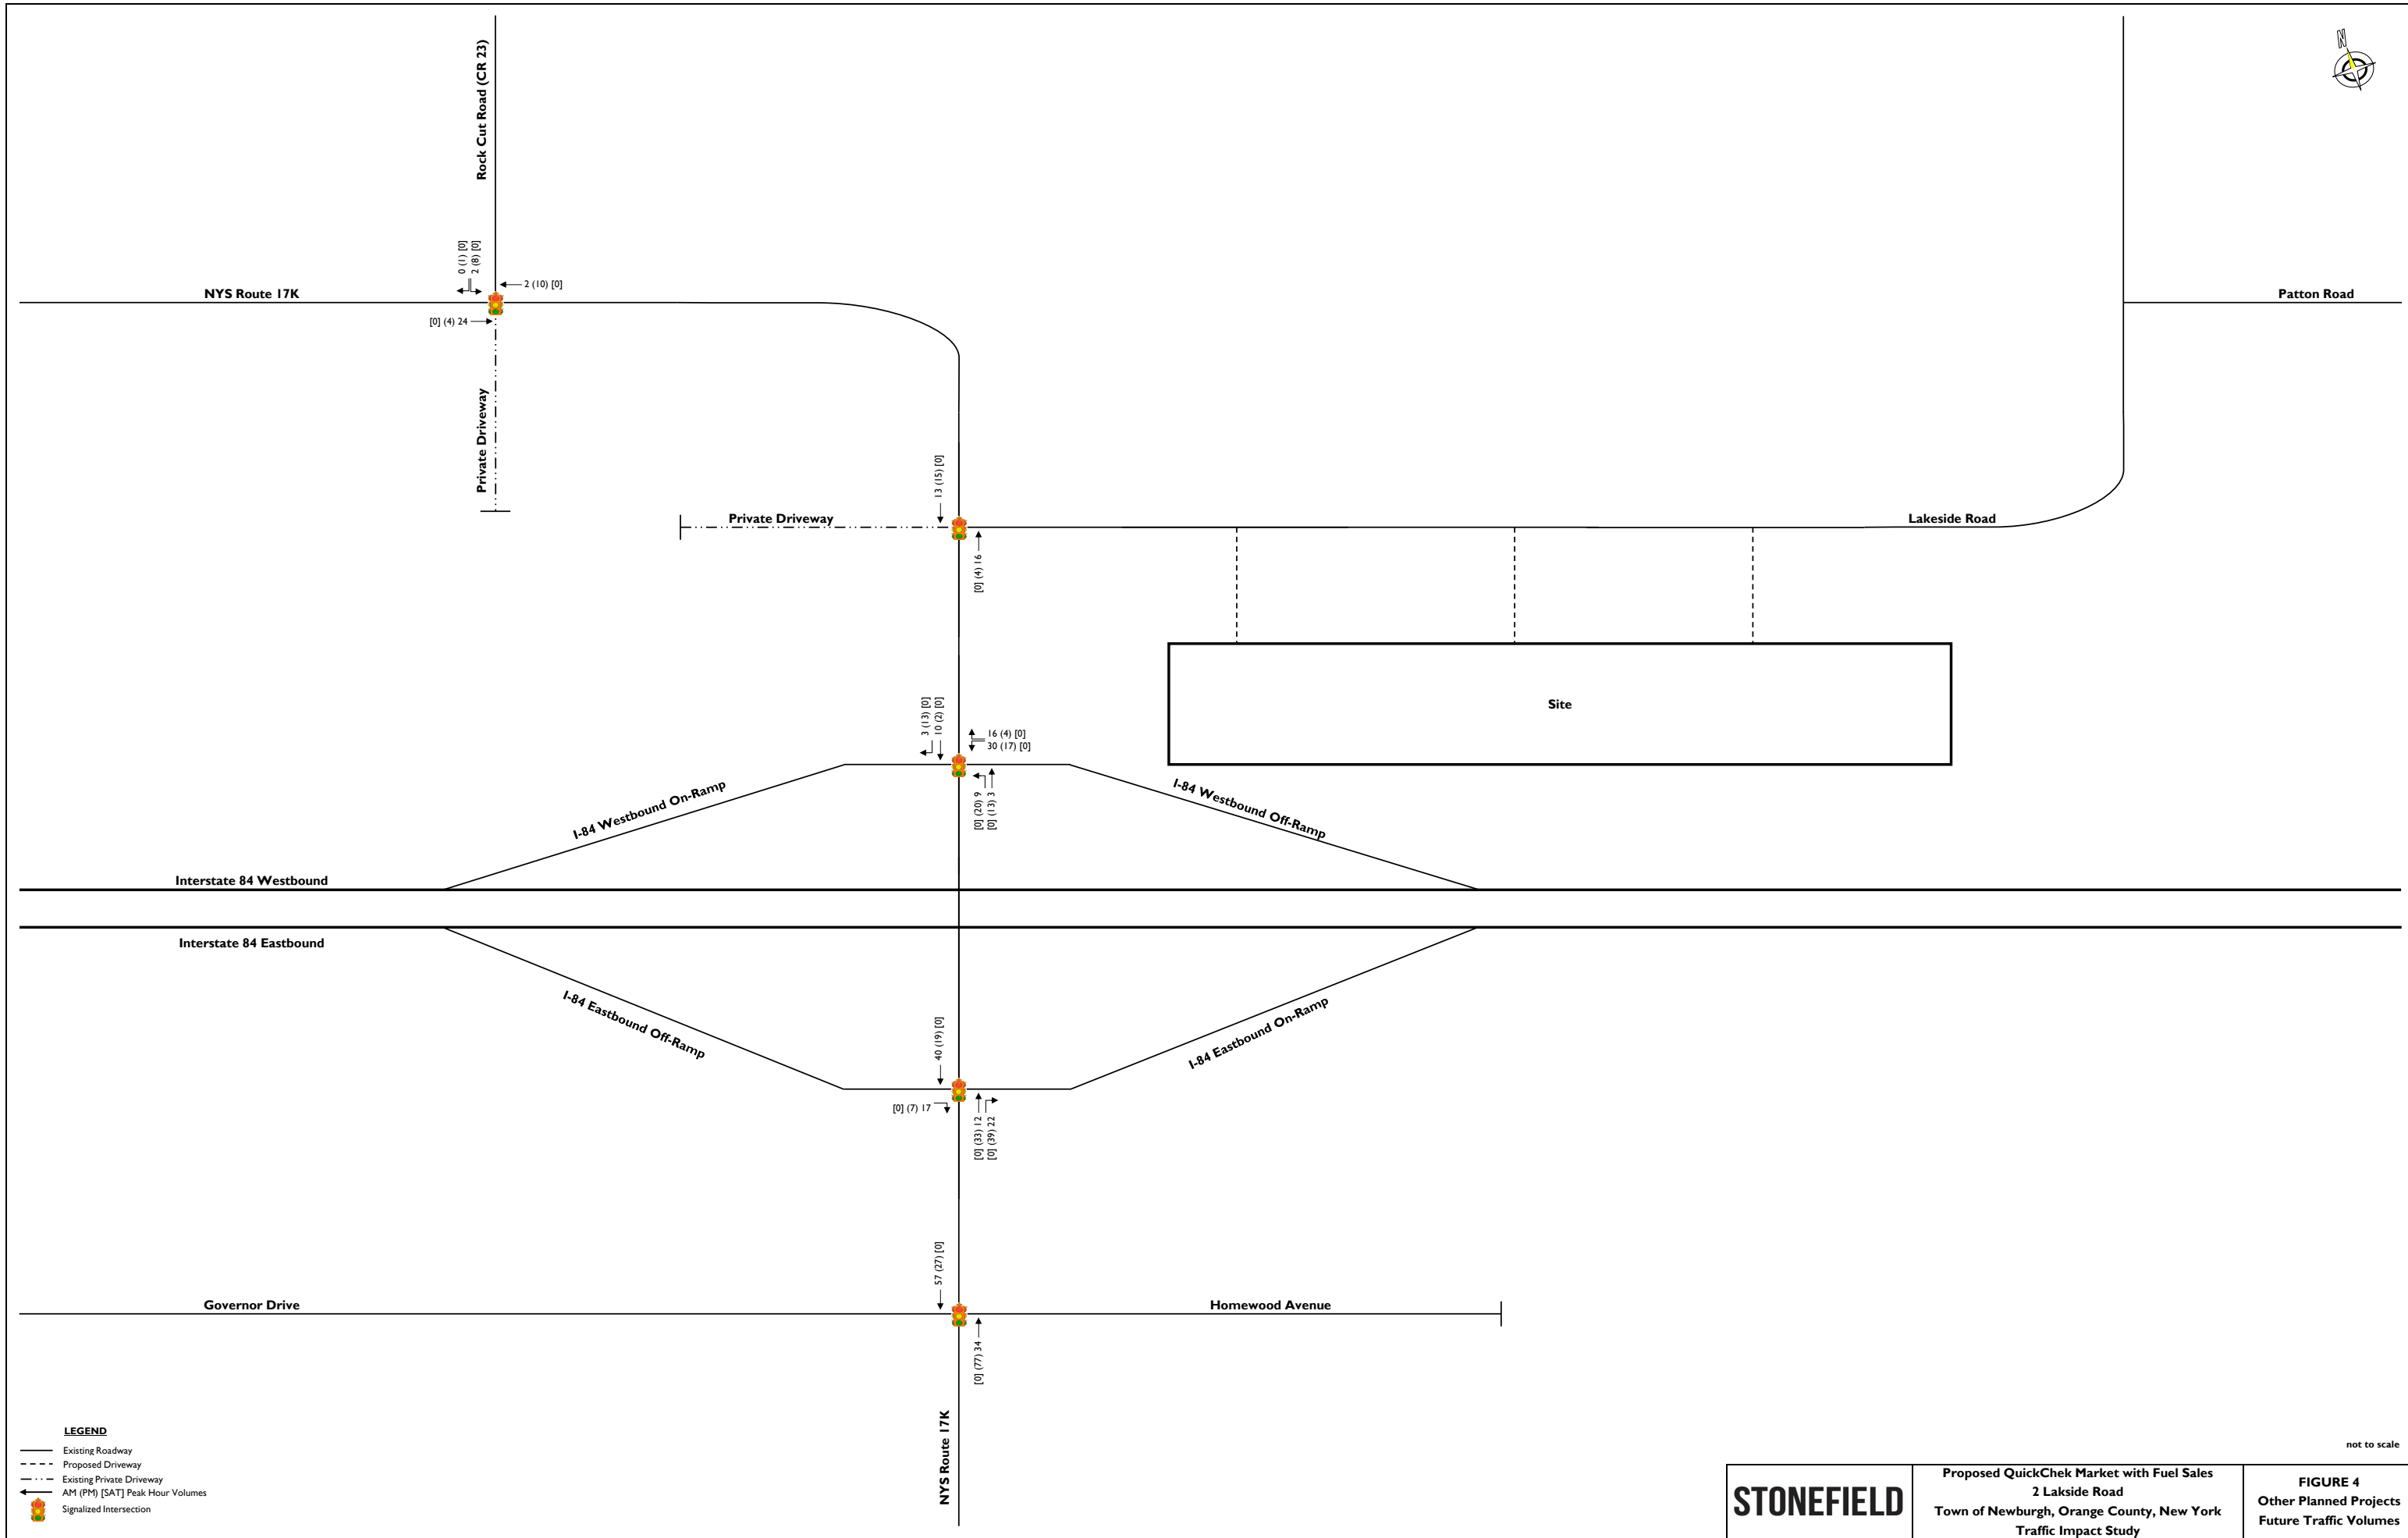 N
Rock Cut Road (CR 23)
0 (1) [0]
2 (8) [0]
2 (10) [0]
NYS Route 17K
[0] (4) 24
Patton Road
Private Driveway
13 (15) [0]
Private Driveway
Lakeside Road
[0] (4) 16
Site
3 (13) [0]
10 (2) [0]
16 (4) [0]
30 (17) [0]
[0] (20) 9
[0] (13) 3
I-84 Westbound On-Ramp
I-84 Westbound Off-Ramp
Interstate 84 Westbound
Interstate 84 Eastbound
I-84 Eastbound Off-Ramp
I-84 Eastbound On-Ramp
40 (19) [0]
[0] (7) 17
[0] (33) 12
[0] (39) 22
57 (27) [0]
Governor Drive
Homewood Avenue
[0] (77) 34
NYS Route 17K
LEGEND
Existing Roadway
Proposed Driveway
Existing Private Driveway
AM (PM) [SAT] Peak Hour Volumes
Signalized Intersection
not to scale
STONEFIELD
Proposed QuickChek Market with Fuel Sales
2 Lakside Road
Town of Newburgh, Orange County, New York
Traffic Impact Study
FIGURE 4
Other Planned Projects
Future Traffic Volumes